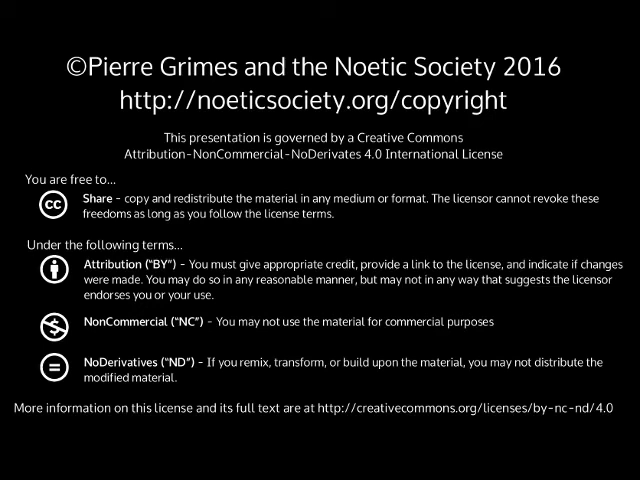 ©Pierre Grimes and the Noetic Society 2016
http://noeticsociety.org/copyright
This presentation is governed by a Creative Commons
Attribution-NonCommercial-NoDerivates 4.0 International License
You are free to...
cc
Share - copy and redistribute the material in any medium or format. The licensor cannot revoke these
freedoms as long as you follow the license terms.
Under the following terms...
Attribution ("BY") - You must give appropriate credit, provide a link to the license, and indicate if changes
were made. You may do so in any reasonable manner, but may not in any way that suggests the licensor
endorses you or your use.
NonCommercial ("NC") - You may not use the material for commercial purposes
NoDerivatives ("ND") - If you remix, transform, or build upon the material, you may not distribute the
modified material.
More information on this license and its full text are at http://creativecommons.org/licenses/by-nc-nd/4.0